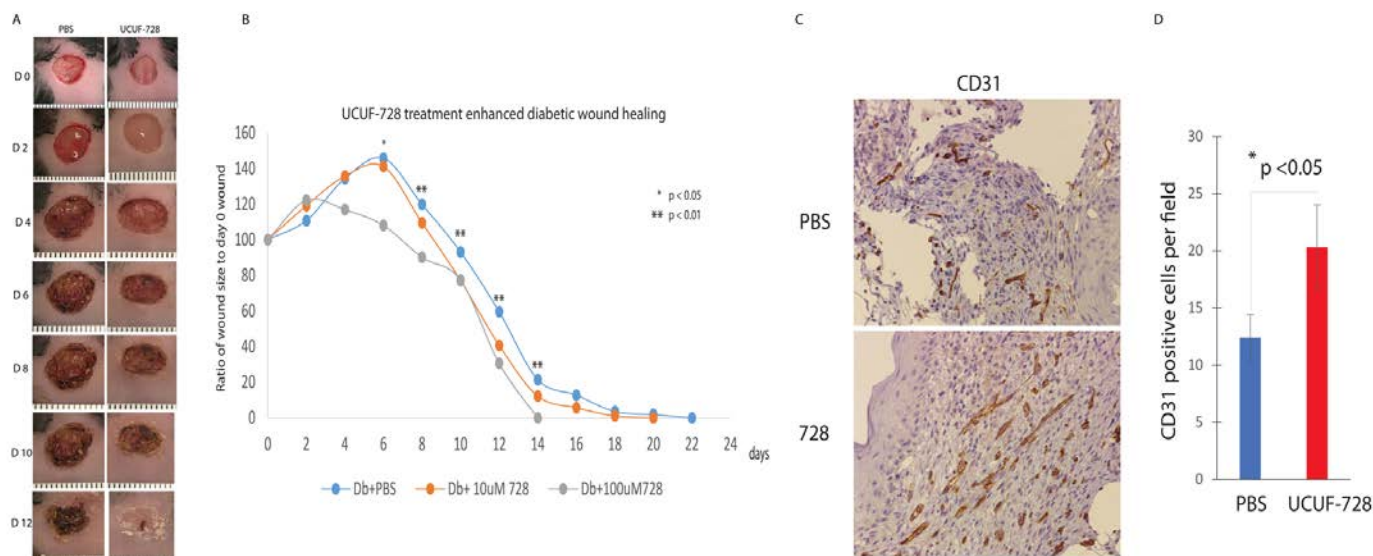 A
PBS
UCUF-728
D 0
D 2
D 4
D 6
D 8
D 10
D 12
B
UCUF-728 treatment enhanced diabetic wound healing
Ratio of wound size to day 0 wound
160
140
120
100
80
60
40
20
0
0 2 4 6 8 10 12 14 16 18 20 22 24
days
* ** ** ** **
* p < 0.05
** p < 0.01
Db+PBS Db+ 10uM 728 Db+100uM728
C
CD31
PBS
728
D
CD31 positive cells per field
30
25
20
15
10
5
0
* p <0.05
PBS UCUF-728